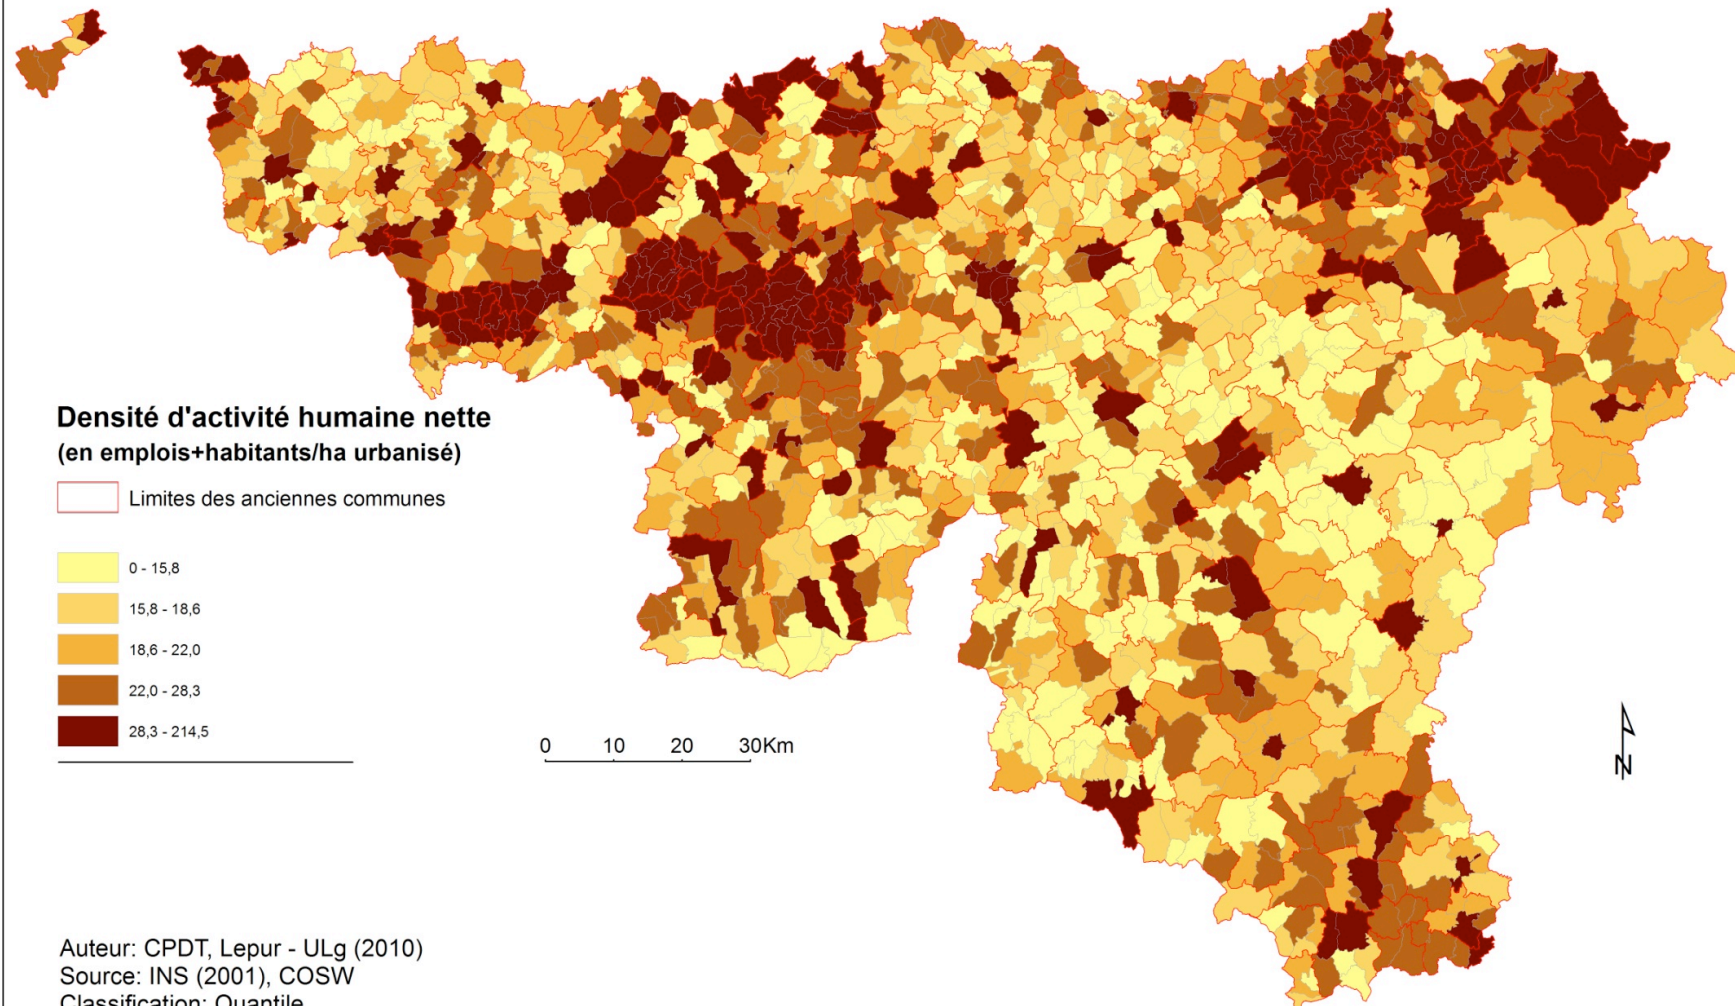 Densité d'activité humaine nette
(en emplois+habitants/ha urbanisé)
Limites des anciennes communes
0 - 15,8
15,8 - 18,6
18,6 - 22,0
22,0 - 28,3
28,3 - 214,5
0 10 20 30Km
N
Auteur: CPDT, Lepur - ULg (2010)
Source: INS (2001), COSW
Classification: Quantile